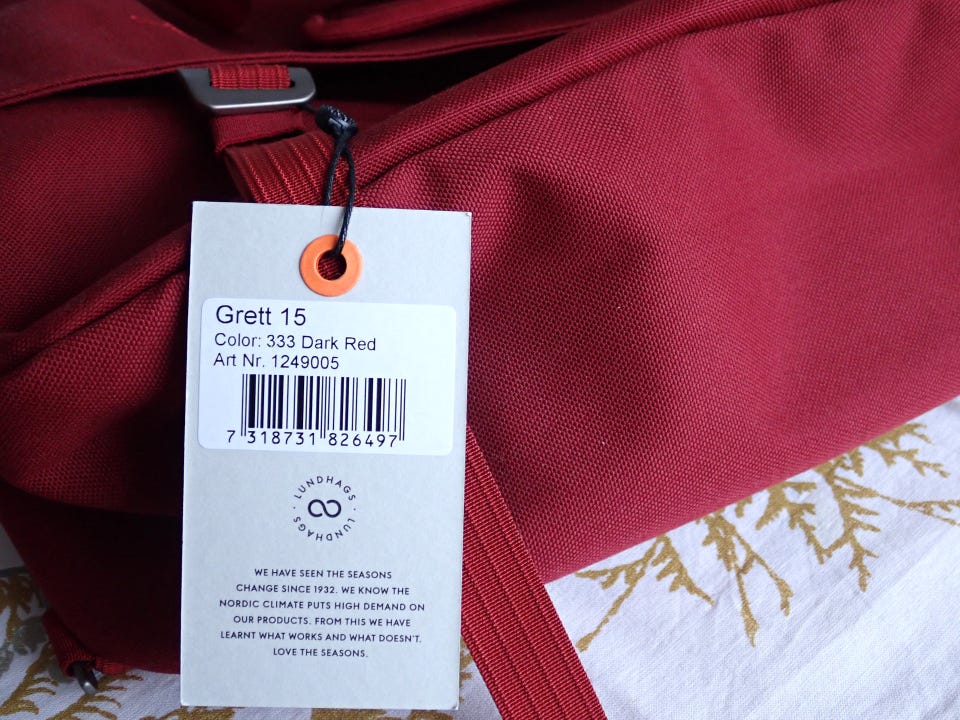 Grett 15
Color: 333 Dark Red
Art Nr. 1249005
7 318731 826497
LUNDHAGS · LUNDHAGS ·
WE HAVE SEEN THE SEASONS
CHANGE SINCE 1932. WE KNOW THE
NORDIC CLIMATE PUTS HIGH DEMAND ON
OUR PRODUCTS. FROM THIS WE HAVE
LEARNT WHAT WORKS AND WHAT DOESN'T.
LOVE THE SEASONS.